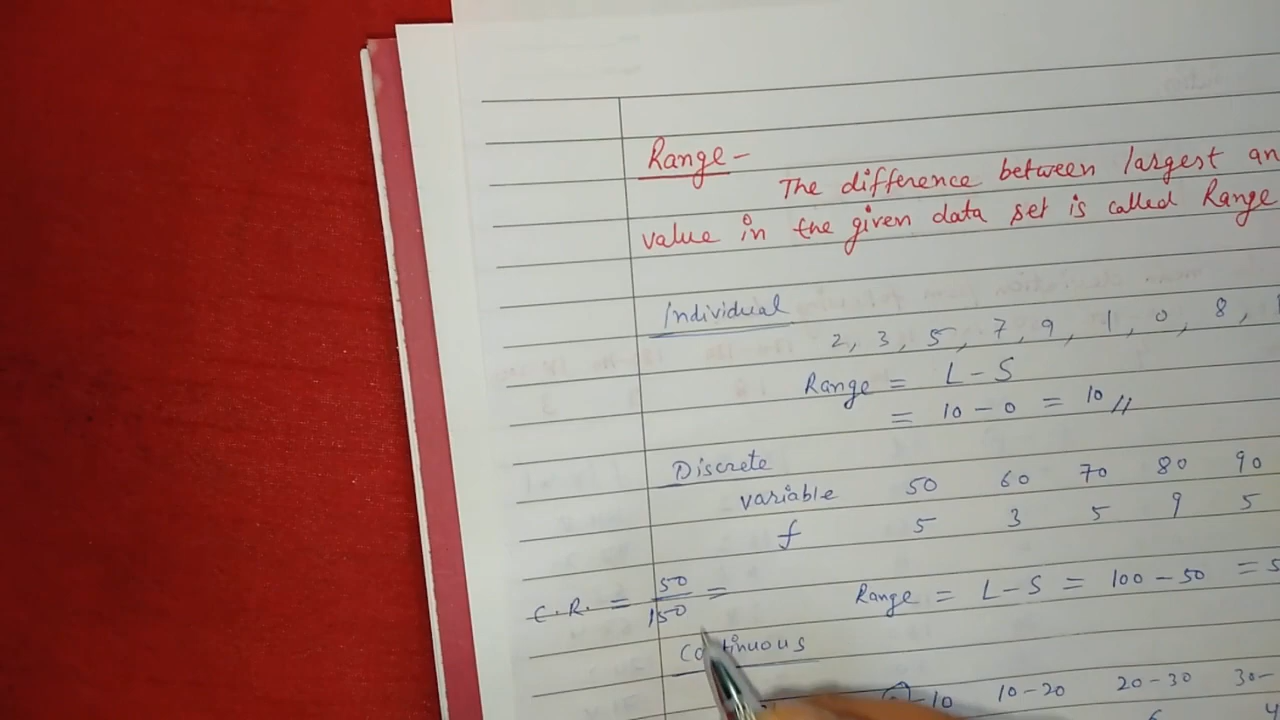 Range -
The difference between largest an
value in the given data set is called Range
Individual
2, 3, 5, 7, 9, 1, 0, 8,
Range = L - S
= 10 - 0 = 10 //
Discrete
variable 50 60 70 80 90
f 5 3 5 9 5
C.R. = 50/150 = Range = L - S = 100 - 50 = 5
Continuous
-10 10-20 20-30 30-